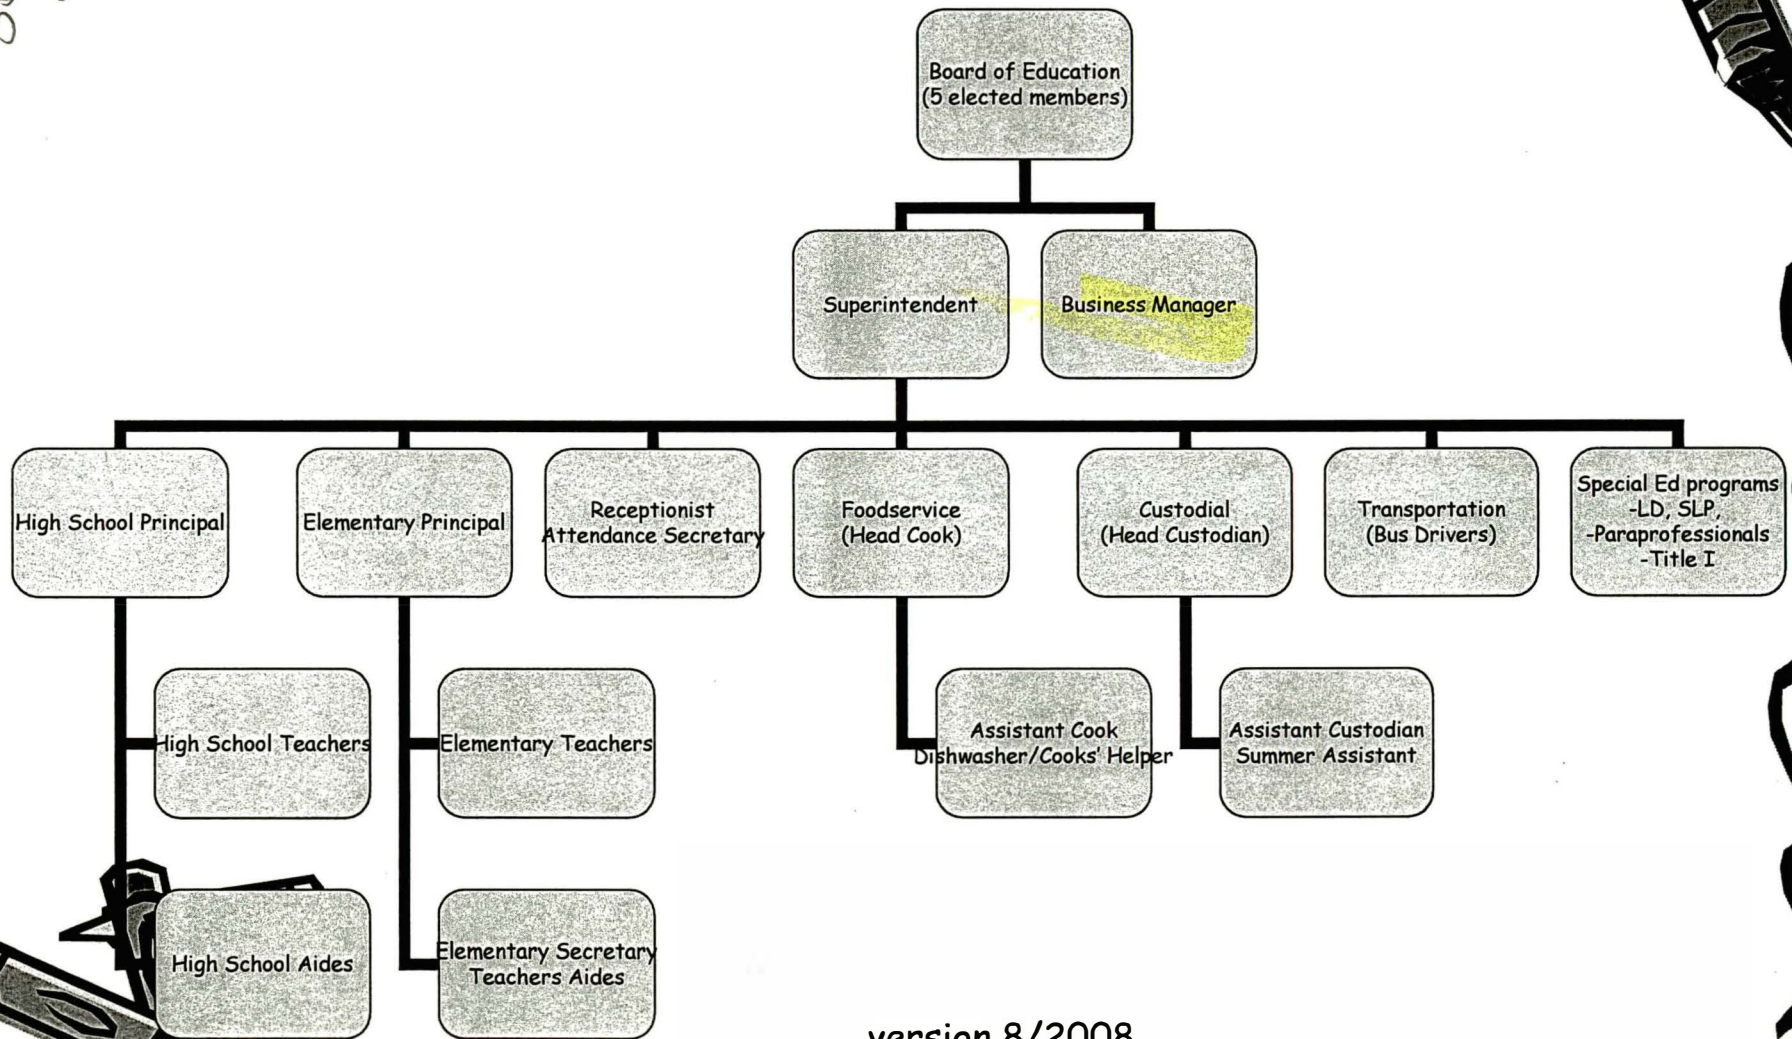 Board of Education
(5 elected members)
Superintendent
Business Manager
High School Principal
Elementary Principal
Receptionist
Attendance Secretary
Foodservice
(Head Cook)
Custodial
(Head Custodian)
Transportation
(Bus Drivers)
Special Ed programs
-LD, SLP,
-Paraprofessionals
-Title I
High School Teachers
Elementary Teachers
Assistant Cook
Dishwasher/Cooks' Helper
Assistant Custodian
Summer Assistant
High School Aides
Elementary Secretary
Teachers Aides
version 8/2008